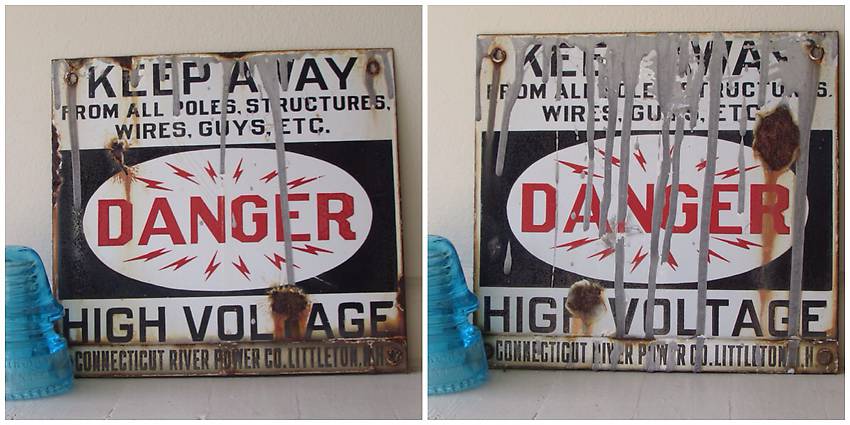 KEEP AWAY
FROM ALL POLES, STRUCTURES,
WIRES, GUYS, ETC.
DANGER
HIGH VOLTAGE
CONNECTICUT RIVER POWER CO. LITTLETON, N.H.
KEEP AWAY
FROM ALL POLES, STRUCTURES.
WIRES, GUYS, ETC.
DANGER
HIGH VOLTAGE
CONNECTICUT RIVER POWER CO. LITTLETON, N.H